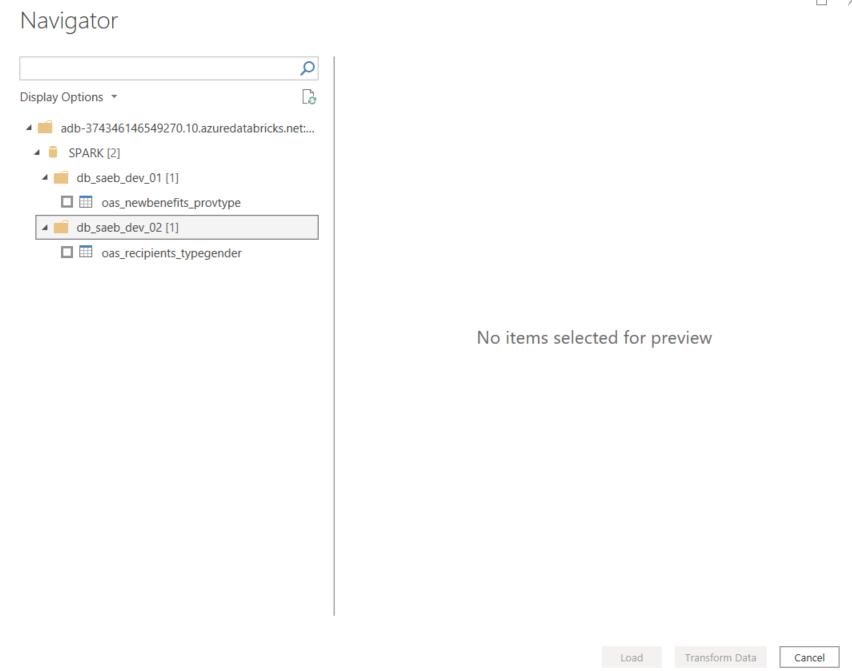 Navigator
Display Options
adb-374346146549270.10.azuredatabricks.net:...
SPARK [2]
db_saeb_dev_01 [1]
oas_newbenefits_provtype
db_saeb_dev_02 [1]
oas_recipients_typegender
No items selected for preview
Load
Transform Data
Cancel